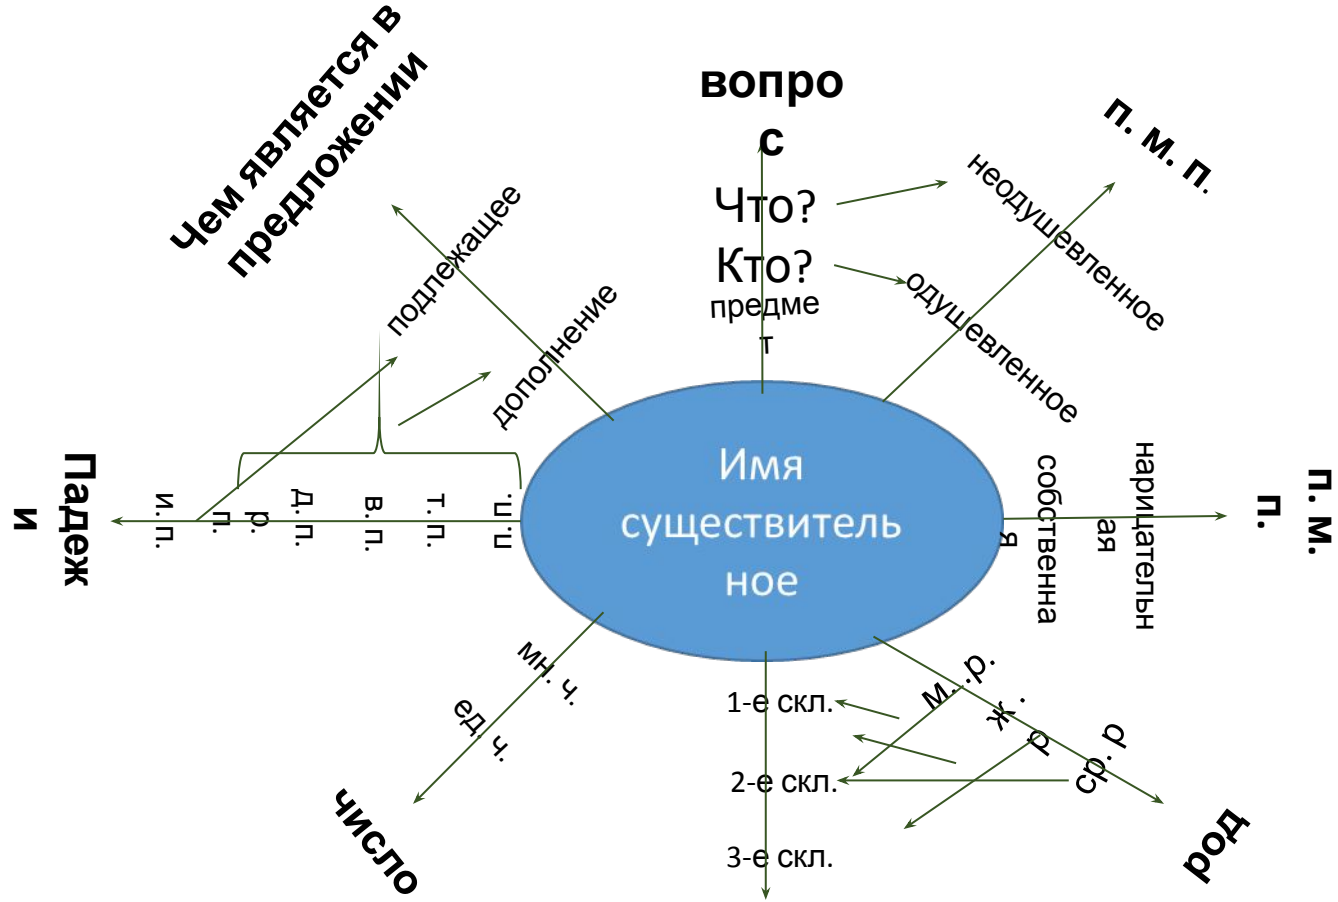 Чем является в
предложении
подлежащее
дополнение
вопро
с
Что?
Кто?
предме
т
п. м. п.
неодушевленное
одушевленное
Имя
существитель
ное
нарицательн
ая
собственна
я
п. м.
п.
Падеж
и
и. п.
р.
п.
д. п.
в. п.
т. п.
п. п.
мн. ч.
ед. ч.
число
1-е скл.
2-е скл.
3-е скл.
м. .р.
ж .
р
ср. р
род